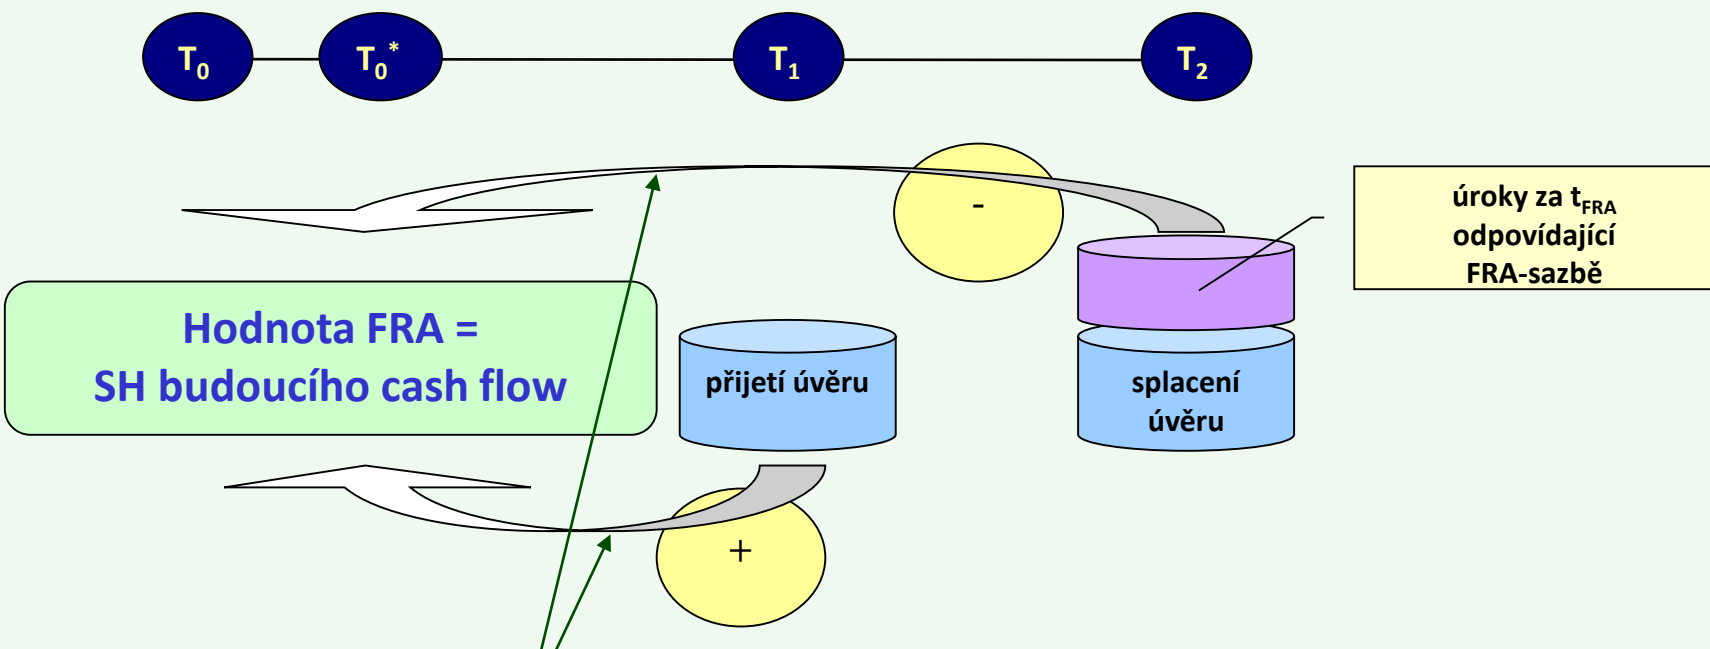 T₀ T₀* T₁ T₂
-
úroky za t_FRA
odpovídající
FRA-sazbě
Hodnota FRA =
SH budoucího cash flow
přijetí úvěru
splacení
úvěru
+